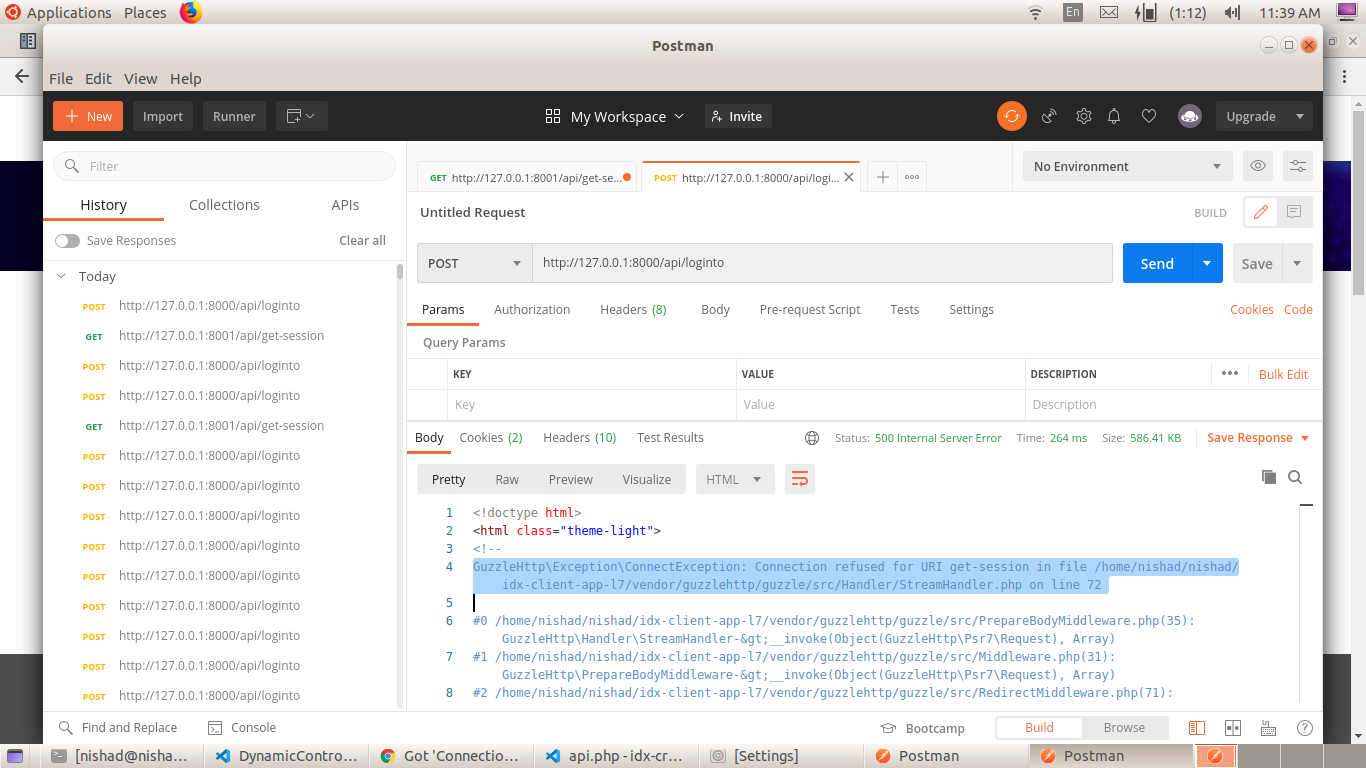 Applications Places En (1:12) 11:39 AM
Postman
File Edit View Help
New Import Runner My Workspace Invite Upgrade
Filter
History Collections APIs
Save Responses Clear all
Today
POST http://127.0.0.1:8000/api/loginto
GET http://127.0.0.1:8001/api/get-session
POST http://127.0.0.1:8000/api/loginto
POST http://127.0.0.1:8000/api/loginto
GET http://127.0.0.1:8001/api/get-session
POST http://127.0.0.1:8000/api/loginto
POST http://127.0.0.1:8000/api/loginto
POST http://127.0.0.1:8000/api/loginto
POST http://127.0.0.1:8000/api/loginto
POST http://127.0.0.1:8000/api/loginto
POST http://127.0.0.1:8000/api/loginto
POST http://127.0.0.1:8000/api/loginto
POST http://127.0.0.1:8000/api/loginto
POST http://127.0.0.1:8000/api/loginto
GET http://127.0.0.1:8001/api/get-se... POST http://127.0.0.1:8000/api/logi... No Environment
Untitled Request BUILD
POST http://127.0.0.1:8000/api/loginto Send Save
Params Authorization Headers (8) Body Pre-request Script Tests Settings Cookies Code
Query Params
KEY VALUE DESCRIPTION Bulk Edit
Key Value Description
Body Cookies (2) Headers (10) Test Results Status: 500 Internal Server Error Time: 264 ms Size: 586.41 KB Save Response
Pretty Raw Preview Visualize HTML
1 <!doctype html>
2 <html class="theme-light">
3 <!--
4 GuzzleHttp\Exception\ConnectException: Connection refused for URI get-session in file /home/nishad/nishad/
idx-client-app-l7/vendor/guzzlehttp/guzzle/src/Handler/StreamHandler.php on line 72
5
6 #0 /home/nishad/nishad/idx-client-app-l7/vendor/guzzlehttp/guzzle/src/PrepareBodyMiddleware.php(35):
GuzzleHttp\Handler\StreamHandler-&gt;__invoke(Object(GuzzleHttp\Psr7\Request), Array)
7 #1 /home/nishad/nishad/idx-client-app-l7/vendor/guzzlehttp/guzzle/src/Middleware.php(31):
GuzzleHttp\PrepareBodyMiddleware-&gt;__invoke(Object(GuzzleHttp\Psr7\Request), Array)
8 #2 /home/nishad/nishad/idx-client-app-l7/vendor/guzzlehttp/guzzle/src/RedirectMiddleware.php(71):
Find and Replace Console Bootcamp Build Browse
[nishad@nisha... DynamicContro... Got 'Connectio... api.php - idx-cr... [Settings] Postman Postman